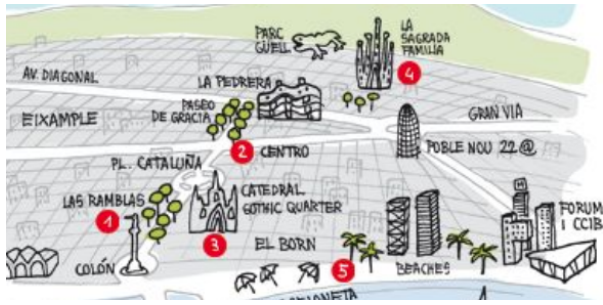 PARC
GÜELL
LA
SAGRADA
FAMILIA
4
AV. DIAGONAL
LA PEDRERA
PASEO
DE GRACIA
EIXAMPLE
GRAN VIA
2 CENTRO
POBLE NOU 22@
PL. CATALUÑA
LAS RAMBLAS
1
CATEDRAL
GOTHIC QUARTER
3
EL BORN
FORUM
I CCIB
COLÓN
5
BEACHES